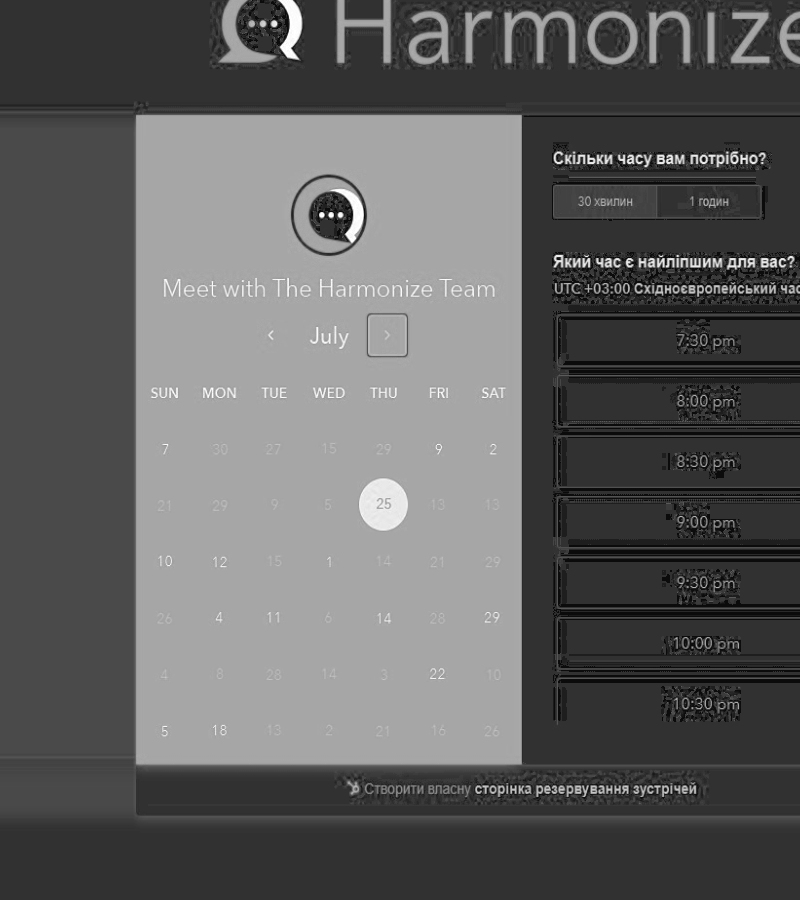 Harmonize
Meet with The Harmonize Team
July
SUN MON TUE WED THU FRI SAT
7 30 27 15 29 9 2
21 29 9 5 25 13 13
10 12 15 1 14 21 29
26 4 11 6 14 28 29
4 8 28 14 3 22 10
5 18 13 2 21 16 26
Скільки часу вам потрібно?
30 хвилин 1 годин
Який час є найліпшим для вас?
UTC +03:00 Східноєвропейський час
7:30 pm
8:00 pm
8:30 pm
9:00 pm
9:30 pm
10:00 pm
10:30 pm
Створити власну сторінка резервування зустрічей